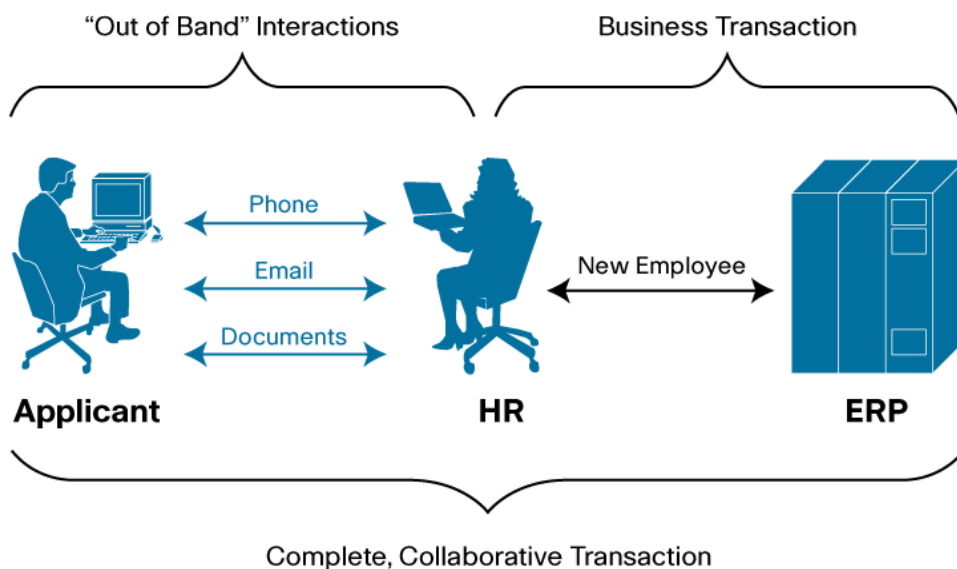 “Out of Band” Interactions
Business Transaction
Phone
Email
New Employee
Documents
Applicant
HR
ERP
Complete, Collaborative Transaction